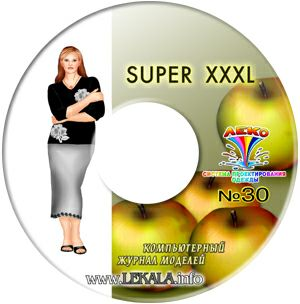 SUPER XXXL
ЛЕКО
СИСТЕМА ПРОЕКТИРОВАНИЯ
ОДЕЖДЫ
№30
КОМПЬЮТЕРНЫЙ
ЖУРНАЛ МОДЕЛЕЙ
www.LEKALA.info